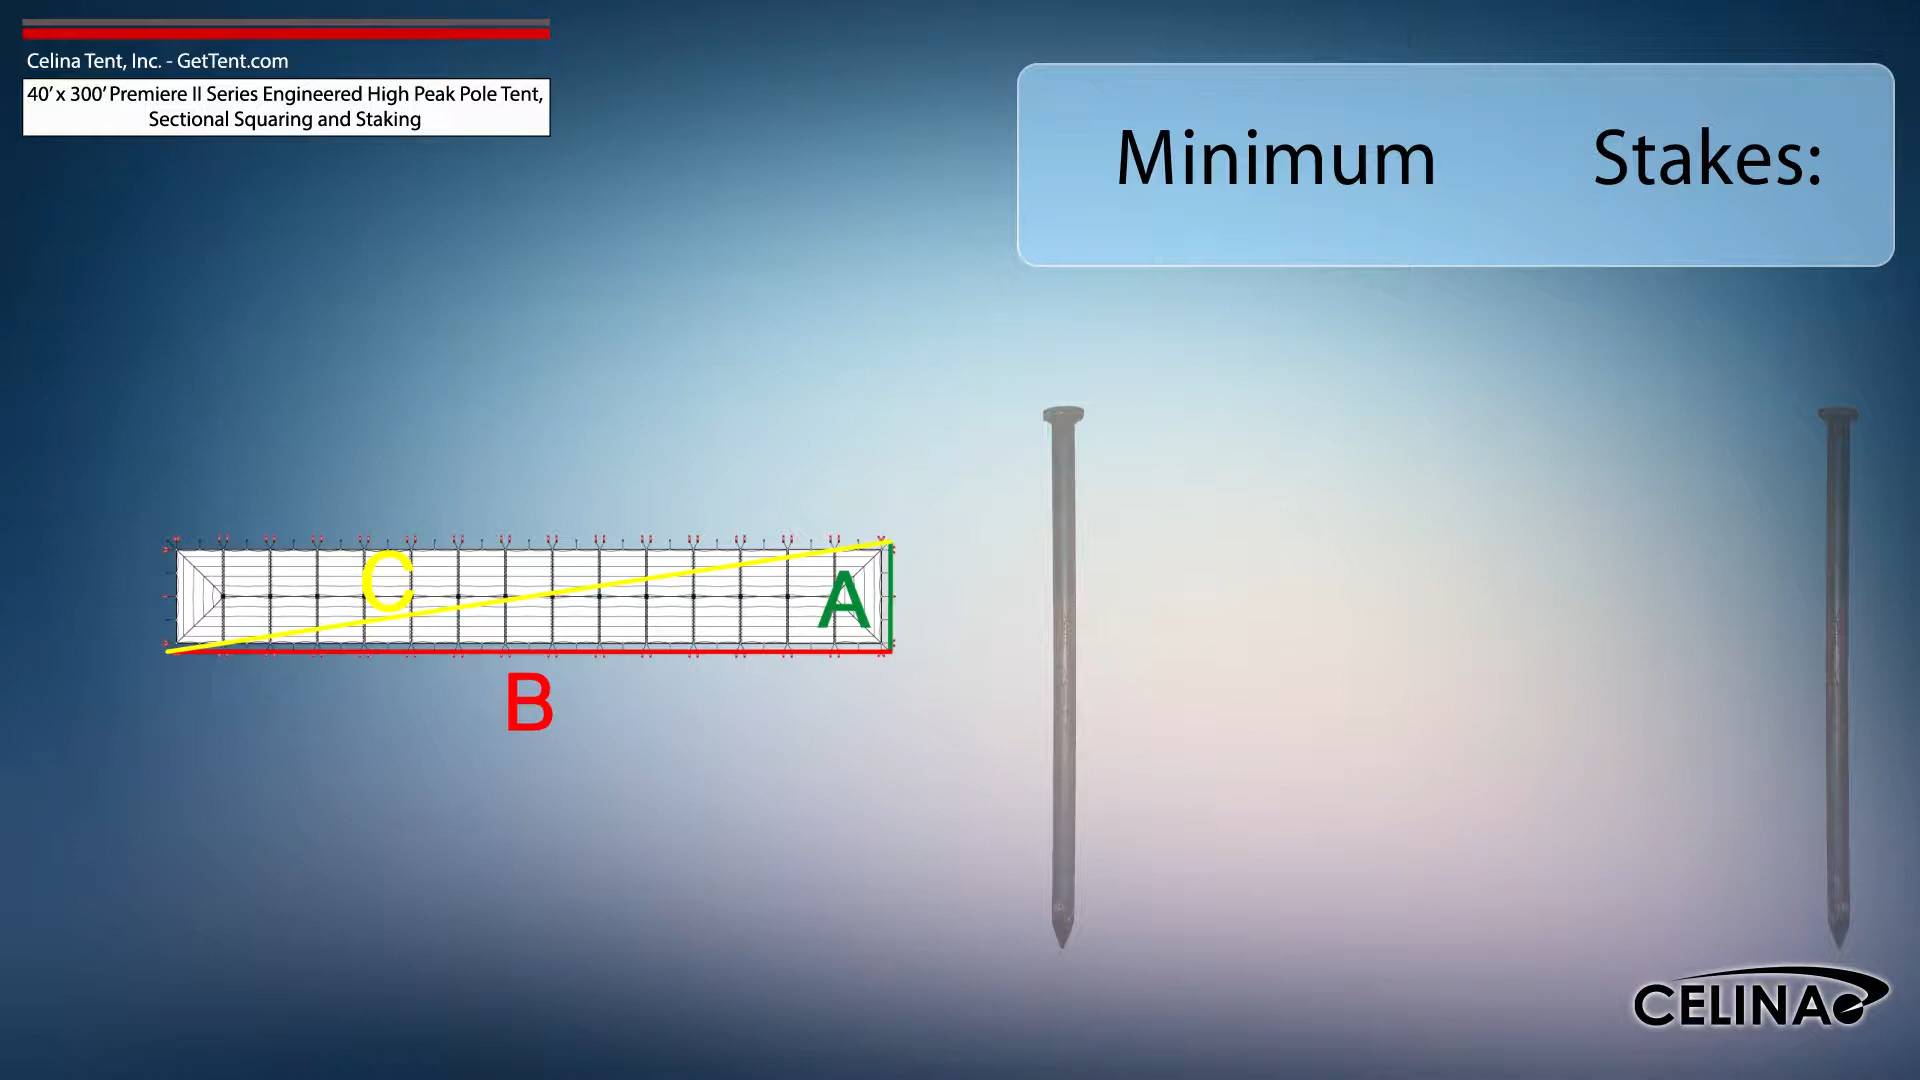 Celina Tent, Inc. - GetTent.com
40' x 300' Premiere II Series Engineered High Peak Pole Tent,
Sectional Squaring and Staking
Minimum Stakes:
C
A
B
CELINA